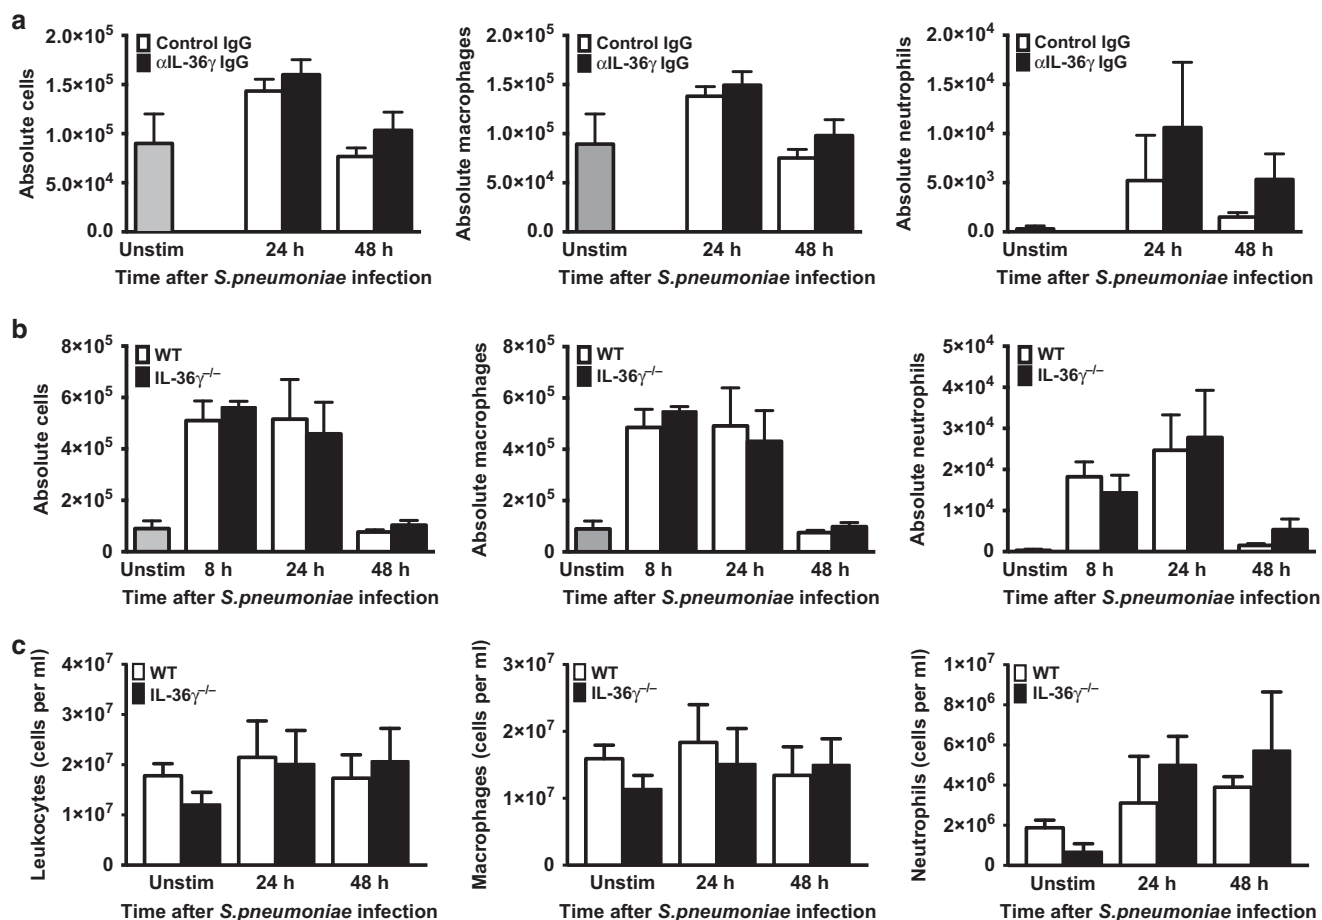 a
Absolute cells
2.0×10⁵
1.5×10⁵
1.0×10⁵
5.0×10⁴
0.0
Control IgG
αIL-36γ IgG
Unstim 24 h 48 h
Time after S.pneumoniae infection
Absolute macrophages
2.0×10⁵
1.5×10⁵
1.0×10⁵
5.0×10⁴
0.0
Control IgG
αIL-36γ IgG
Unstim 24 h 48 h
Time after S.pneumoniae infection
Absolute neutrophils
2.0×10⁴
1.5×10⁴
1.0×10⁴
5.0×10³
0.0
Control IgG
αIL-36γ IgG
Unstim 24 h 48 h
Time after S.pneumoniae infection
b
Absolute cells
8×10⁵
6×10⁵
4×10⁵
2×10⁵
0
WT
IL-36γ⁻/⁻
Unstim 8 h 24 h 48 h
Time after S.pneumoniae infection
Absolute macrophages
8×10⁵
6×10⁵
4×10⁵
2×10⁵
0
WT
IL-36γ⁻/⁻
Unstim 8 h 24 h 48 h
Time after S.pneumoniae infection
Absolute neutrophils
5×10⁴
4×10⁴
3×10⁴
2×10⁴
1×10⁴
0
WT
IL-36γ⁻/⁻
Unstim 8 h 24 h 48 h
Time after S.pneumoniae infection
c
Leukocytes (cells per ml)
4×10⁷
3×10⁷
2×10⁷
1×10⁷
0
WT
IL-36γ⁻/⁻
Unstim 24 h 48 h
Time after S.pneumoniae infection
Macrophages (cells per ml)
3×10⁷
2×10⁷
1×10⁷
0
WT
IL-36γ⁻/⁻
Unstim 24 h 48 h
Time after S.pneumoniae infection
Neutrophils (cells per ml)
1×10⁷
8×10⁶
6×10⁶
4×10⁶
2×10⁶
0
WT
IL-36γ⁻/⁻
Unstim 24 h 48 h
Time after S.pneumoniae infection